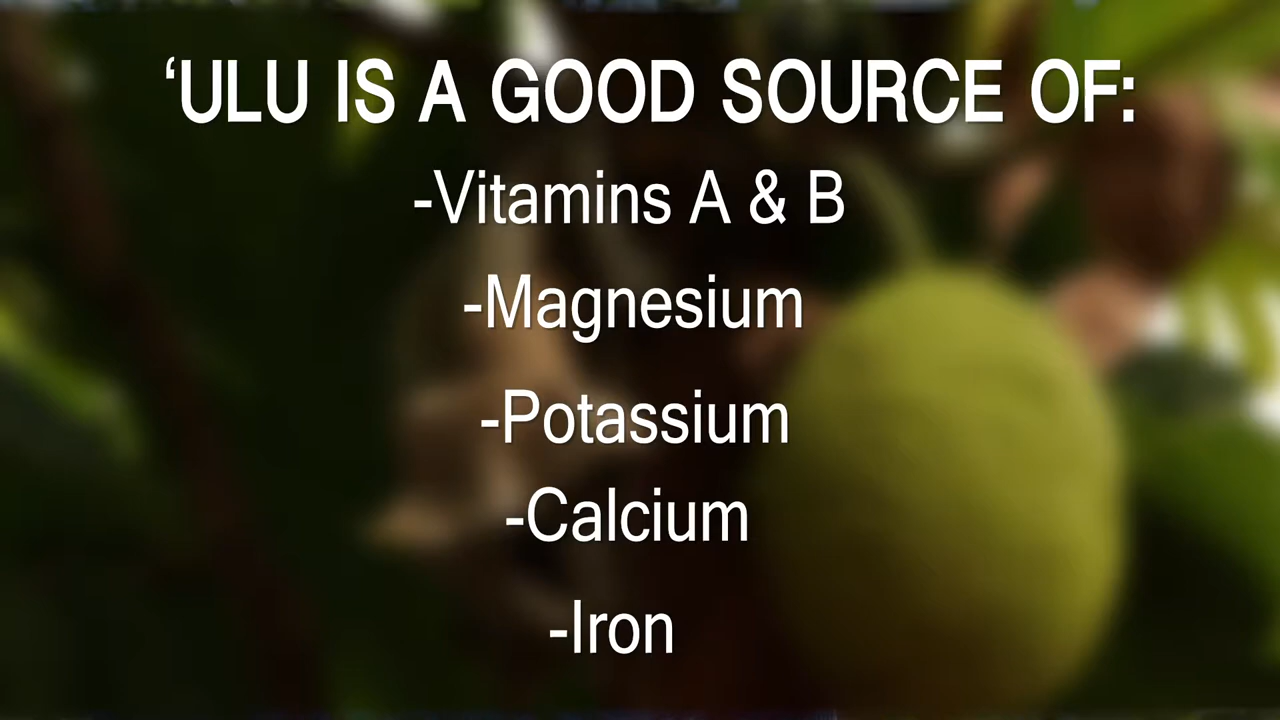 ‘ULU IS A GOOD SOURCE OF:
-Vitamins A & B
-Magnesium
-Potassium
-Calcium
-Iron